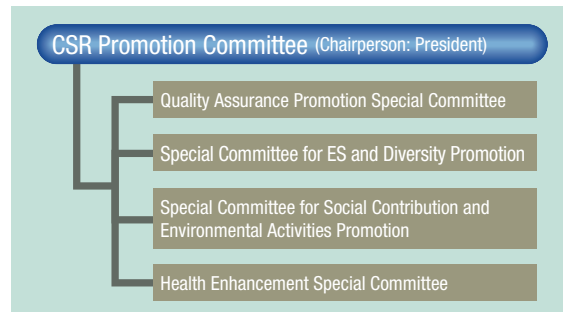 CSR Promotion Committee (Chairperson: President)
Quality Assurance Promotion Special Committee
Special Committee for ES and Diversity Promotion
Special Committee for Social Contribution and
Environmental Activities Promotion
Health Enhancement Special Committee